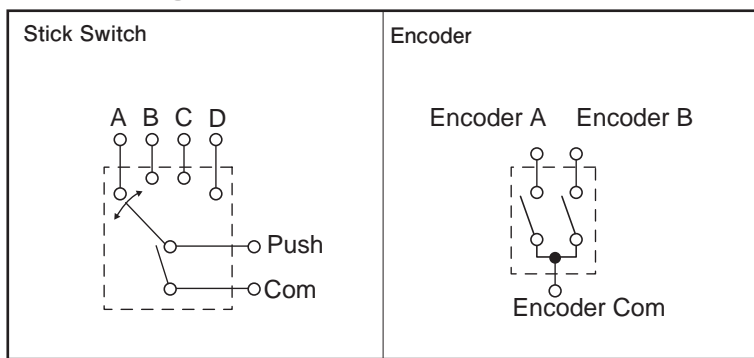 Stick Switch
A B C D
Push
Com
Encoder
Encoder A Encoder B
Encoder Com